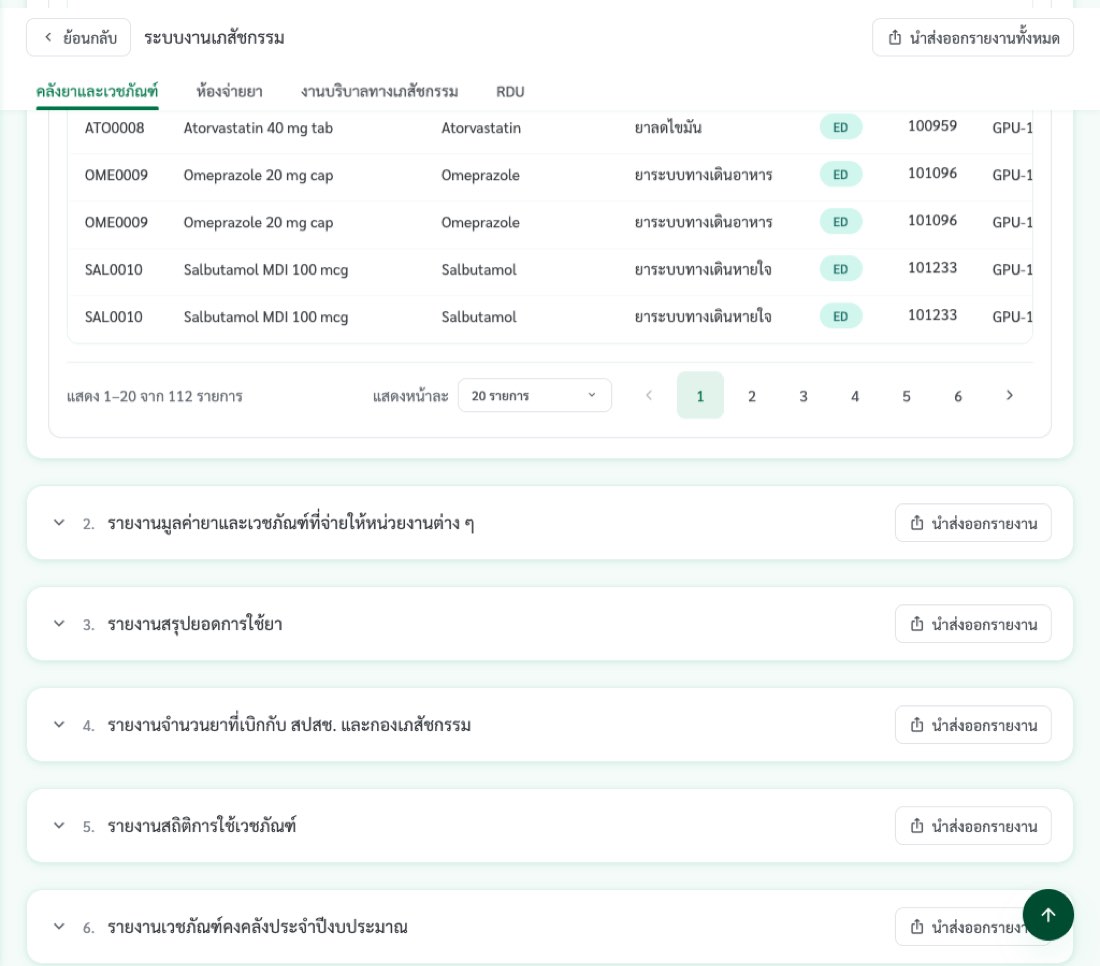 ย้อนกลับ ระบบงานเภสัชกรรม นำส่งออกรายงานทั้งหมด
คลังยาและเวชภัณฑ์ ห้องจ่ายยา งานบริบาลทางเภสัชกรรม RDU
ATO0008 Atorvastatin 40 mg tab Atorvastatin ยาลดไขมัน ED 100959 GPU-1
OME0009 Omeprazole 20 mg cap Omeprazole ยาระบบทางเดินอาหาร ED 101096 GPU-1
OME0009 Omeprazole 20 mg cap Omeprazole ยาระบบทางเดินอาหาร ED 101096 GPU-1
SAL0010 Salbutamol MDI 100 mcg Salbutamol ยาระบบทางเดินหายใจ ED 101233 GPU-1
SAL0010 Salbutamol MDI 100 mcg Salbutamol ยาระบบทางเดินหายใจ ED 101233 GPU-1
แสดง 1–20 จาก 112 รายการ แสดงหน้าละ 20 รายการ 1 2 3 4 5 6
2. รายงานมูลค่ายาและเวชภัณฑ์ที่จ่ายให้หน่วยงานต่าง ๆ นำส่งออกรายงาน
3. รายงานสรุปยอดการใช้ยา นำส่งออกรายงาน
4. รายงานจำนวนยาที่เบิกกับ สปสช. และกองเภสัชกรรม นำส่งออกรายงาน
5. รายงานสถิติการใช้เวชภัณฑ์ นำส่งออกรายงาน
6. รายงานเวชภัณฑ์คงคลังประจำปีงบประมาณ นำส่งออกรายงา